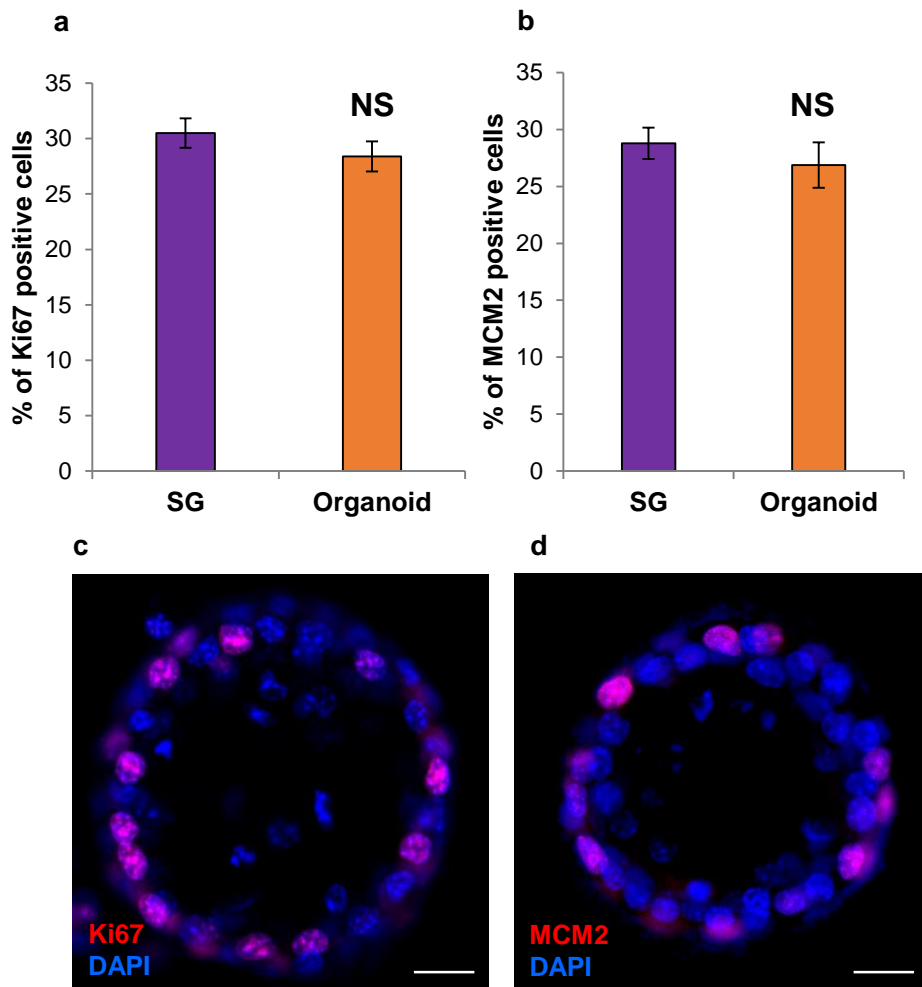 a
% of Ki67 positive cells
35
30
25
20
15
10
5
0
NS
SG
Organoid
b
% of MCM2 positive cells
35
30
25
20
15
10
5
0
NS
SG
Organoid
c
Ki67
DAPI
d
MCM2
DAPI